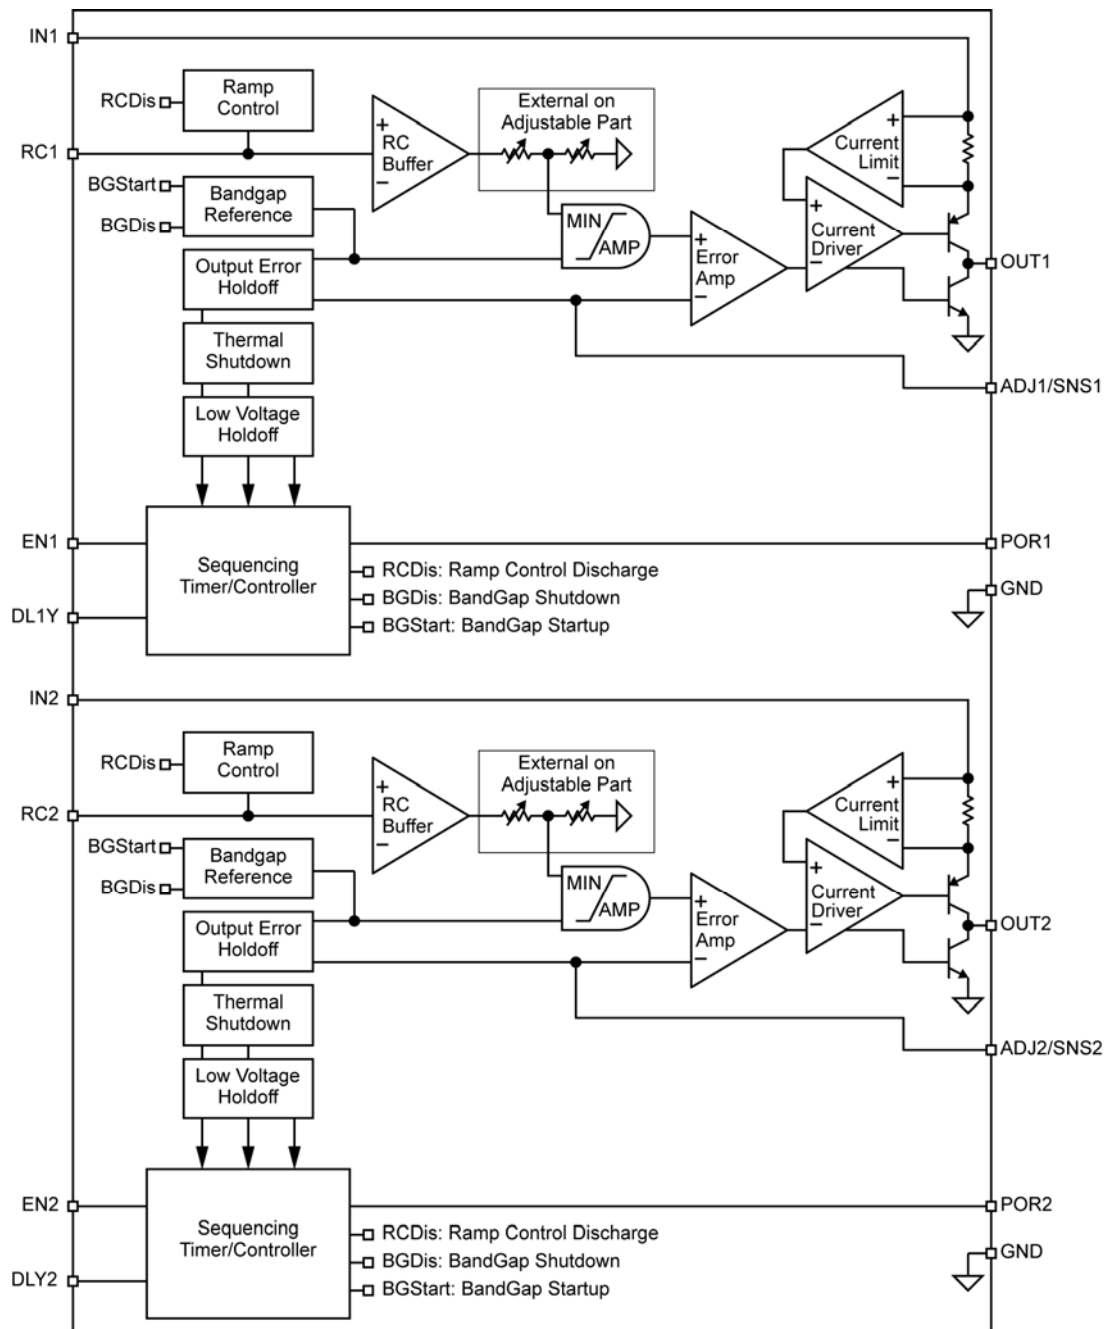 IN1
RCDis
Ramp
Control
RC1
+
RC
Buffer
−
External on
Adjustable Part
+
Current
Limit
−
BGStart
BGDis
Bandgap
Reference
MIN
AMP
+
Error
Amp
−
+
Current
Driver
−
OUT1
Output Error
Holdoff
Thermal
Shutdown
ADJ1/SNS1
Low Voltage
Holdoff
EN1
DL1Y
Sequencing
Timer/Controller
POR1
RCDis: Ramp Control Discharge
BGDis: BandGap Shutdown
BGStart: BandGap Startup
GND
IN2
RCDis
Ramp
Control
RC2
+
RC
Buffer
−
External on
Adjustable Part
+
Current
Limit
−
BGStart
BGDis
Bandgap
Reference
MIN
AMP
+
Error
Amp
−
+
Current
Driver
−
OUT2
Output Error
Holdoff
Thermal
Shutdown
ADJ2/SNS2
Low Voltage
Holdoff
EN2
DLY2
Sequencing
Timer/Controller
POR2
RCDis: Ramp Control Discharge
BGDis: BandGap Shutdown
BGStart: BandGap Startup
GND